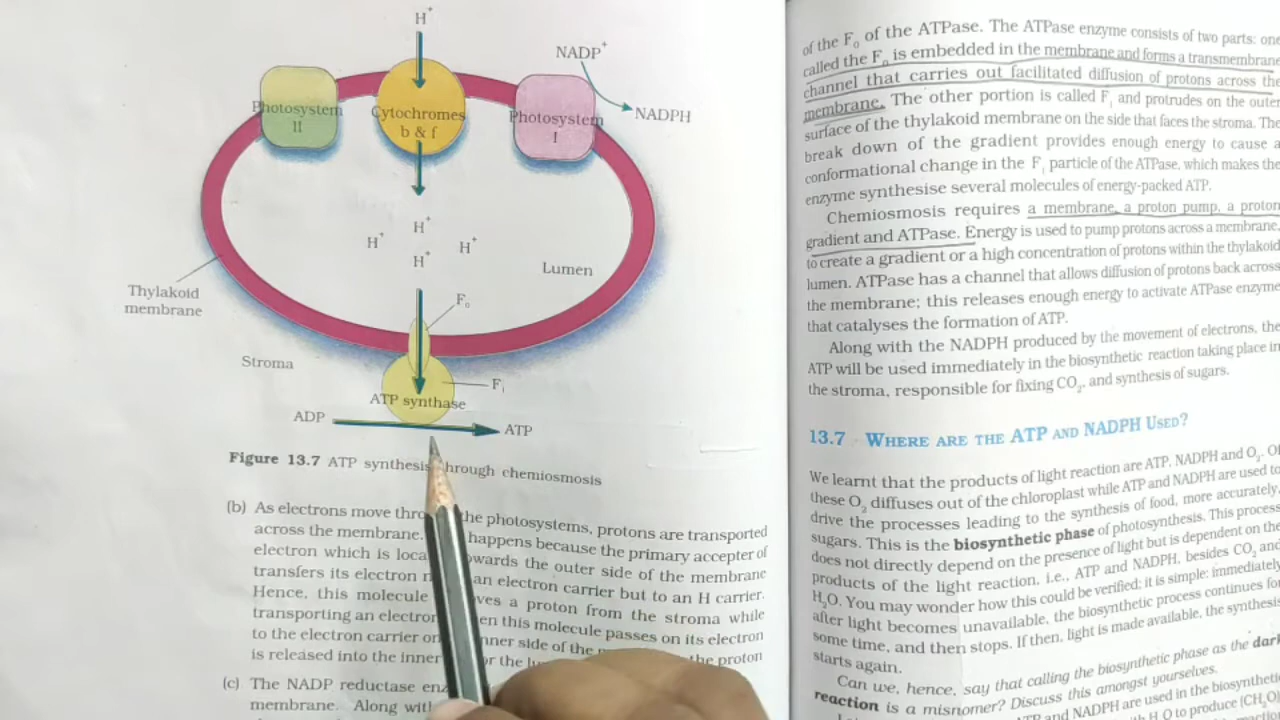 H+
NADP+
Photosystem II
Cytochromes b & f
Photosystem I
NADPH
H+
H+
H+
H+
Lumen
Thylakoid
membrane
F0
Stroma
F1
ATP synthase
ADP
ATP
Figure 13.7 ATP synthesis through chemiosmosis
(b) As electrons move the photosystems, protons are transported
across the membrane. happens because the primary accepter of
electron which is towards the outer side of the membrane
transfers its electron an electron carrier but to an H carrier.
Hence, this molecule a proton from the stroma while
transporting an electron this molecule passes on its electron
to the electron carrier on inner side of the the proton
is released into the inner or the
(c) The NADP reductase
membrane. Along
of the F0 of the ATPase. The ATPase enzyme consists of two parts: one
called the F0 is embedded in the membrane and forms a transmembrane
channel that carries out facilitated diffusion of protons across the
membrane. The other portion is called F1 and protrudes on the outer
surface of the thylakoid membrane on the side that faces the stroma. The
break down of the gradient provides enough energy to cause a
conformational change in the F1 particle of the ATPase, which makes the
enzyme synthesise several molecules of energy-packed ATP.
Chemiosmosis requires a membrane, a proton pump, a proton
gradient and ATPase. Energy is used to pump protons across a membrane,
to create a gradient or a high concentration of protons within the thylakoid
lumen. ATPase has a channel that allows diffusion of protons back across
the membrane; this releases enough energy to activate ATPase enzyme
that catalyses the formation of ATP.
Along with the NADPH produced by the movement of electrons, the
ATP will be used immediately in the biosynthetic reaction taking place in
the stroma, responsible for fixing CO2, and synthesis of sugars.
13.7 WHERE ARE THE ATP AND NADPH USED?
We learnt that the products of light reaction are ATP, NADPH and O2. Of
these O2 diffuses out of the chloroplast while ATP and NADPH are used to
drive the processes leading to the synthesis of food, more accurately,
sugars. This is the biosynthetic phase of photosynthesis. This process
does not directly depend on the presence of light but is dependent on the
products of the light reaction, i.e., ATP and NADPH, besides CO2 and
H2O. You may wonder how this could be verified; it is simple: immediately
after light becomes unavailable, the biosynthetic process continues for
some time, and then stops. If then, light is made available, the synthesis
starts again.
Can we, hence, say that calling the biosynthetic phase as the dark
reaction is a misnomer? Discuss this amongst yourselves.
ATP and NADPH are used in the biosynthetic
H2O to produce (CH2O)